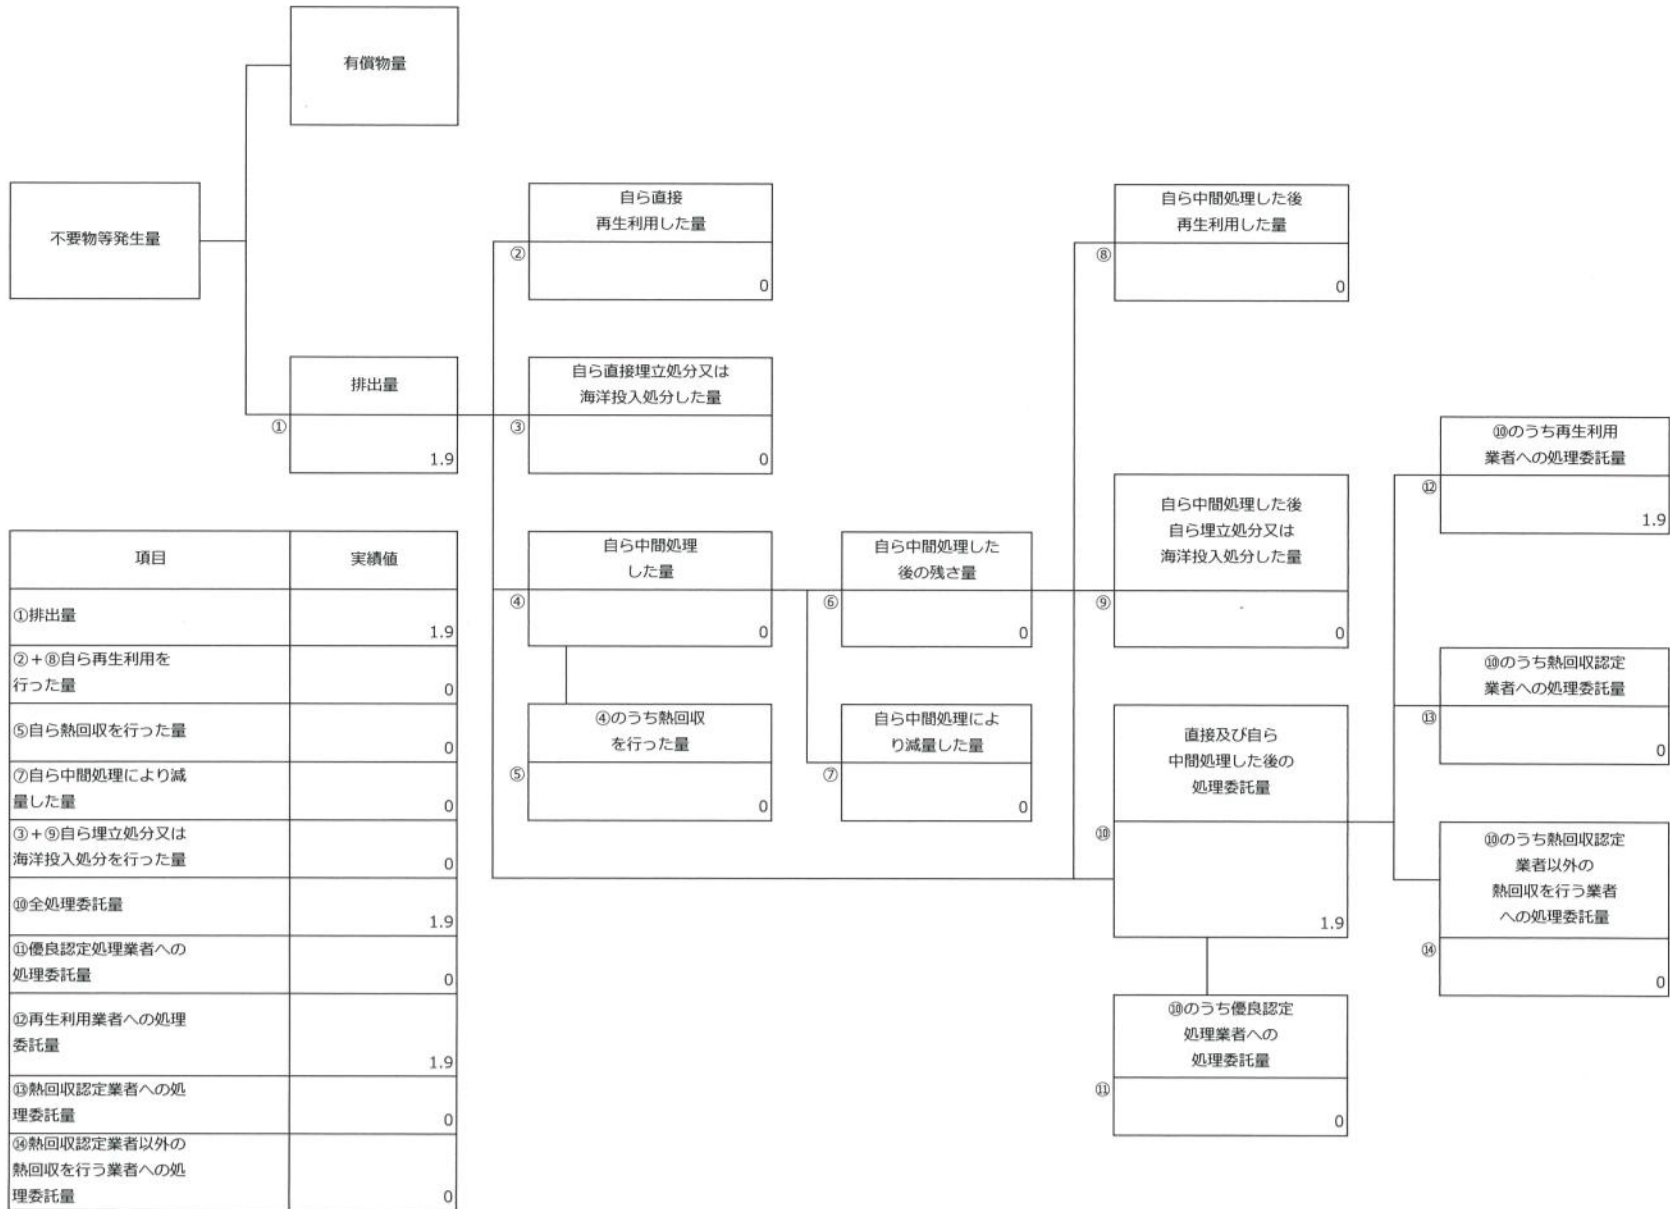 有償物量
不要物等発生量
自ら直接
再生利用した量
②
0
自ら中間処理した後
再生利用した量
⑧
0
排出量
①
1.9
自ら直接埋立処分又は
海洋投入処分した量
③
0
⑩のうち再生利用
業者への処理委託量
⑫
1.9
自ら中間処理
した量
④
0
自ら中間処理した
後の残さ量
⑥
0
自ら中間処理した後
自ら埋立処分又は
海洋投入処分した量
⑨
0
⑩のうち熱回収認定
業者への処理委託量
⑬
0
④のうち熱回収
を行った量
⑤
0
自ら中間処理によ
り減量した量
⑦
0
直接及び自ら
中間処理した後の
処理委託量
⑩
1.9
⑩のうち熱回収認定
業者以外の
熱回収を行う業者
への処理委託量
⑭
0
⑩のうち優良認定
処理業者への
処理委託量
⑪
0
項目 実績値
①排出量
1.9
②+⑧自ら再生利用を
行った量
0
⑤自ら熱回収を行った量
0
⑦自ら中間処理により減
量した量
0
③+⑨自ら埋立処分又は
海洋投入処分を行った量
0
⑩全処理委託量
1.9
⑪優良認定処理業者への
処理委託量
0
⑫再生利用業者への処理
委託量
1.9
⑬熱回収認定業者への処
理委託量
0
⑭熱回収認定業者以外の
熱回収を行う業者への処
理委託量
0